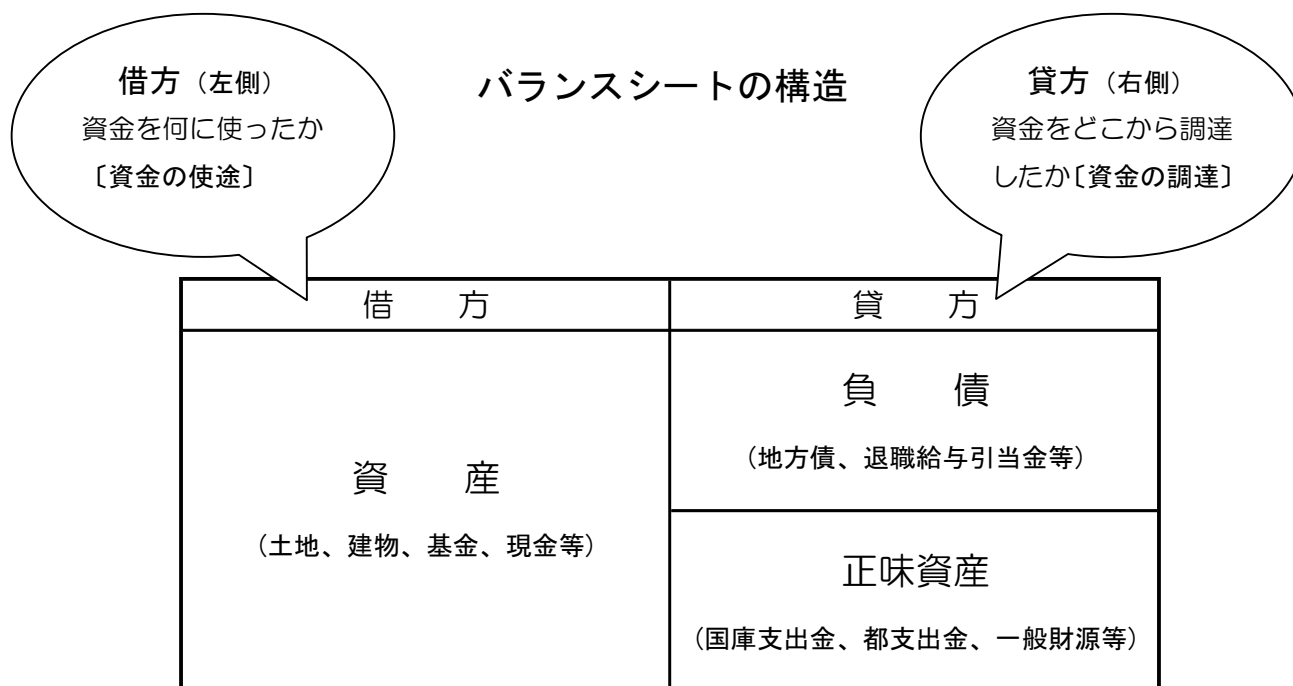 バランスシートの構造
借方（左側）
資金を何に使ったか
〔資金の使途〕
貸方（右側）
資金をどこから調達
したか〔資金の調達〕
借　方
貸　方
資　産
（土地、建物、基金、現金等）
負　債
（地方債、退職給与引当金等）
正味資産
（国庫支出金、都支出金、一般財源等）